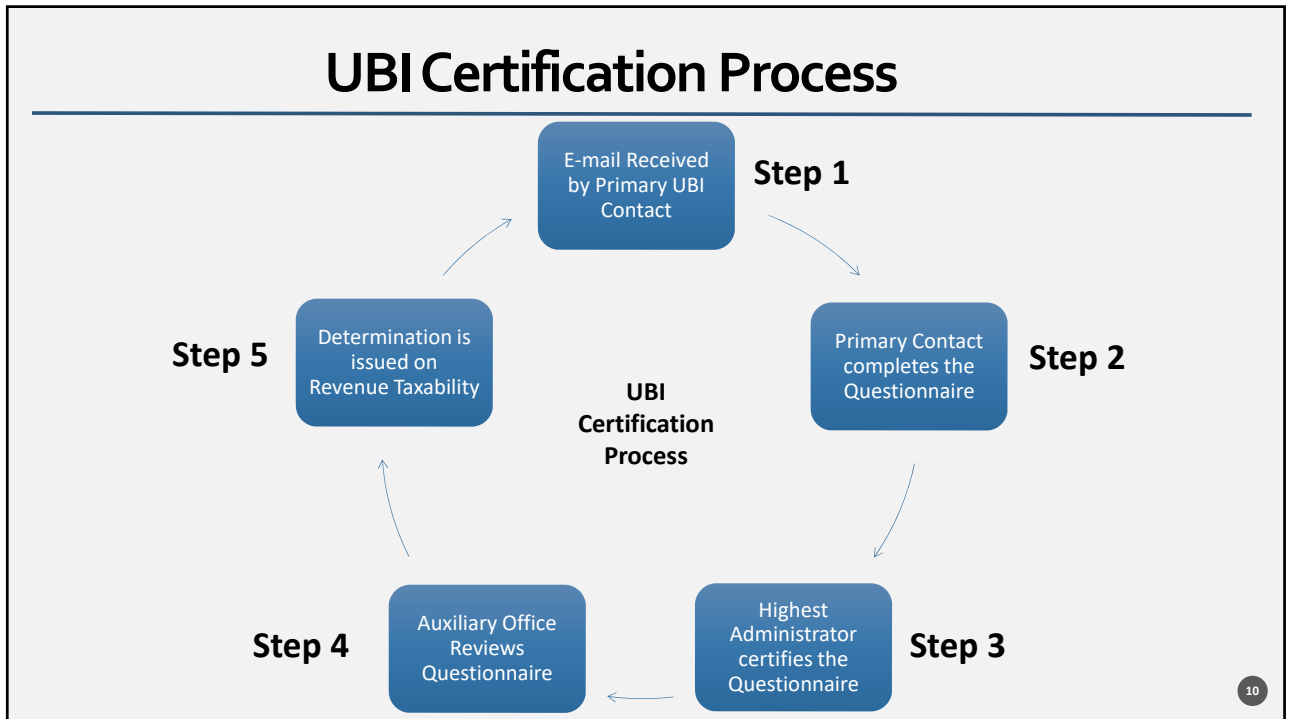 UBI Certification Process
E-mail Received
by Primary UBI
Contact
Step 1
Primary Contact
completes the
Questionnaire
Step 2
Highest
Administrator
certifies the
Questionnaire
Step 3
Auxiliary Office
Reviews
Questionnaire
Step 4
Determination is
issued on
Revenue Taxability
Step 5
UBI
Certification
Process
10